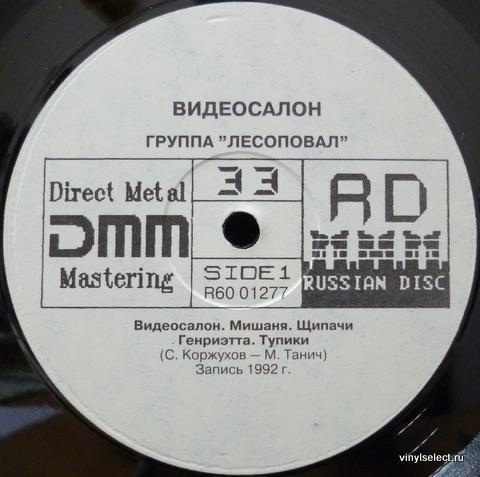 ВИДЕОСАЛОН
ГРУППА "ЛЕСОПОВАЛ"
Direct Metal
DMM
Mastering
33
SIDE 1
R60 01277
RD
RUSSIAN DISC
Видеосалон. Мишаня. Щипачи
Генриэтта. Тупики
(С. Коржухов — М. Танич)
Запись 1992 г.
vinylselect.ru